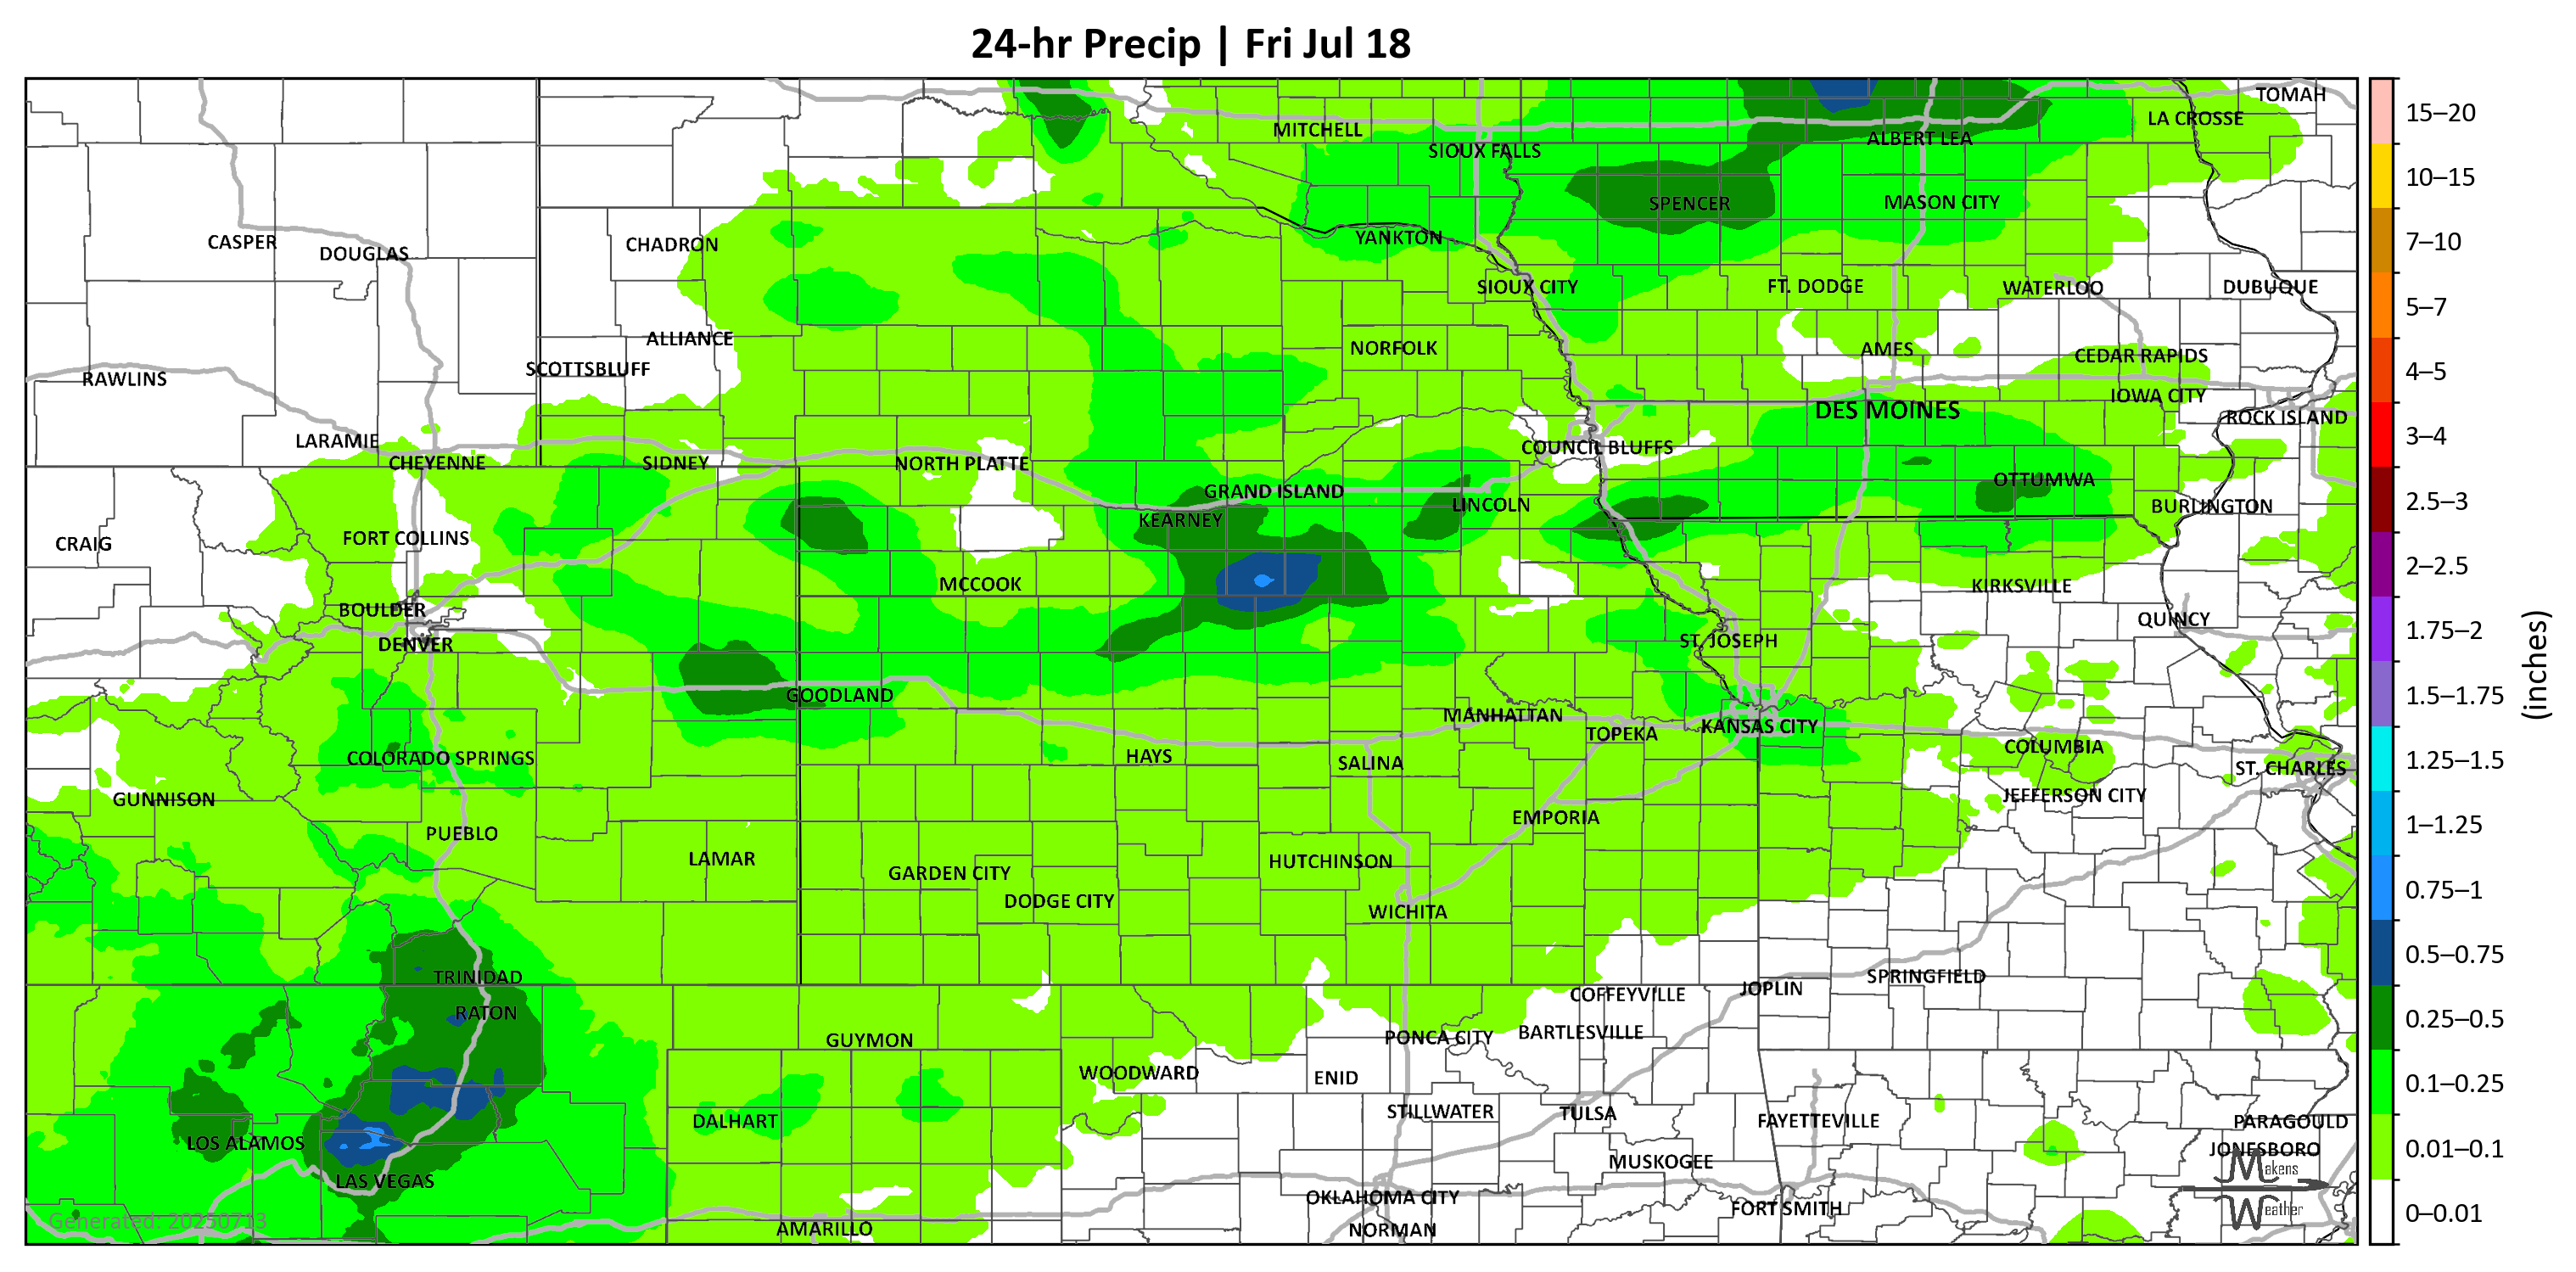 24-hr Precip | Fri Jul 18
TOMAH
15–20
LA CROSSE
MITCHELL
ALBERT LEA
SIOUX FALLS
10–15
SPENCER
MASON CITY
YANKTON
CASPER
DOUGLAS
CHADRON
7–10
SIOUX CITY
FT. DODGE
WATERLOO
DUBUQUE
5–7
ALLIANCE
NORFOLK
AMES
CEDAR RAPIDS
SCOTTSBLUFF
RAWLINS
4–5
IOWA CITY
DES MOINES
ROCK ISLAND
LARAMIE
COUNCIL BLUFFS
3–4
CHEYENNE
SIDNEY
NORTH PLATTE
OTTUMWA
GRAND ISLAND
LINCOLN
BURLINGTON
2.5–3
KEARNEY
CRAIG
FORT COLLINS
2–2.5
MCCOOK
KIRKSVILLE
BOULDER
QUINCY
1.75–2
DENVER
ST. JOSEPH
(inches)
GOODLAND
1.5–1.75
MANHATTAN
TOPEKA
KANSAS CITY
COLORADO SPRINGS
HAYS
SALINA
COLUMBIA
ST. CHARLES
1.25–1.5
GUNNISON
JEFFERSON CITY
EMPORIA
1–1.25
PUEBLO
LAMAR
GARDEN CITY
HUTCHINSON
0.75–1
DODGE CITY
WICHITA
0.5–0.75
TRINIDAD
SPRINGFIELD
JOPLIN
COFFEYVILLE
RATON
0.25–0.5
GUYMON
PONCA CITY
BARTLESVILLE
WOODWARD
ENID
0.1–0.25
DALHART
STILLWATER
TULSA
FAYETTEVILLE
PARAGOULD
LOS ALAMOS
JONESBORO
0.01–0.1
MUSKOGEE
Makens
LAS VEGAS
OKLAHOMA CITY
FORT SMITH
Weather
0–0.01
Generated: 20250713
AMARILLO
NORMAN